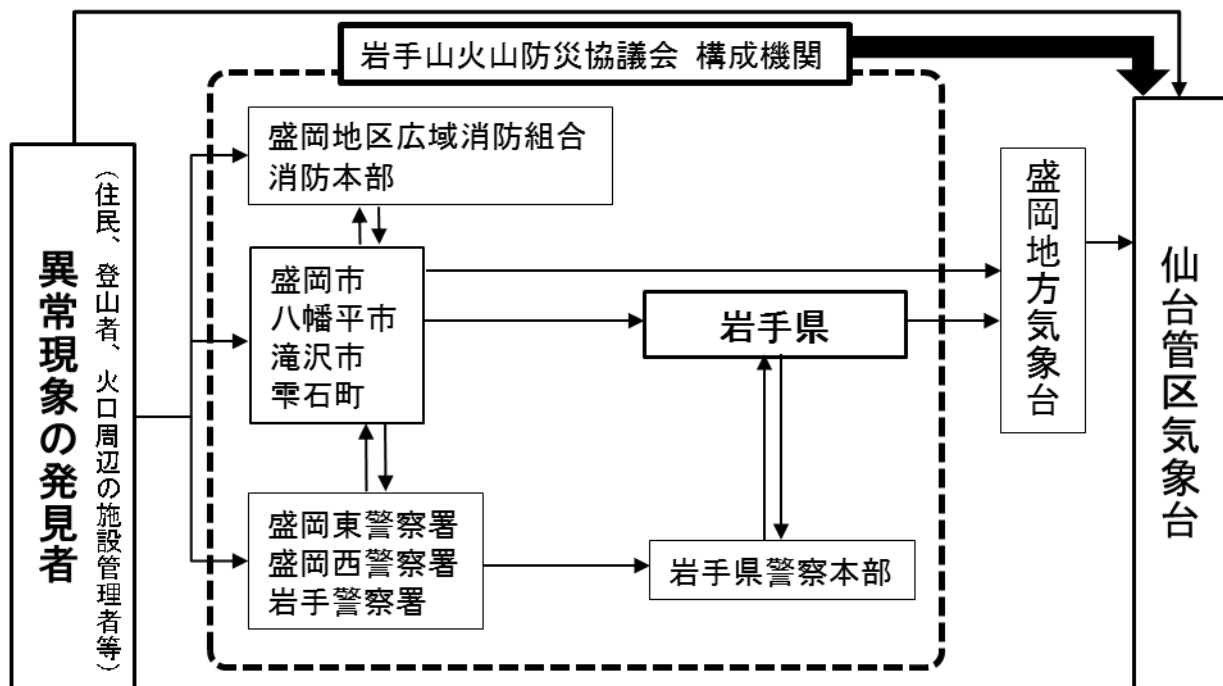 岩手山火山防災協議会 構成機関
異常現象の発見者
(住民、登山者、火口周辺の施設管理者等)
盛岡地区広域消防組合
消防本部
盛岡市
八幡平市
滝沢市
雫石町
岩手県
盛岡東警察署
盛岡西警察署
岩手警察署
岩手県警察本部
盛岡地方気象台
仙台管区気象台